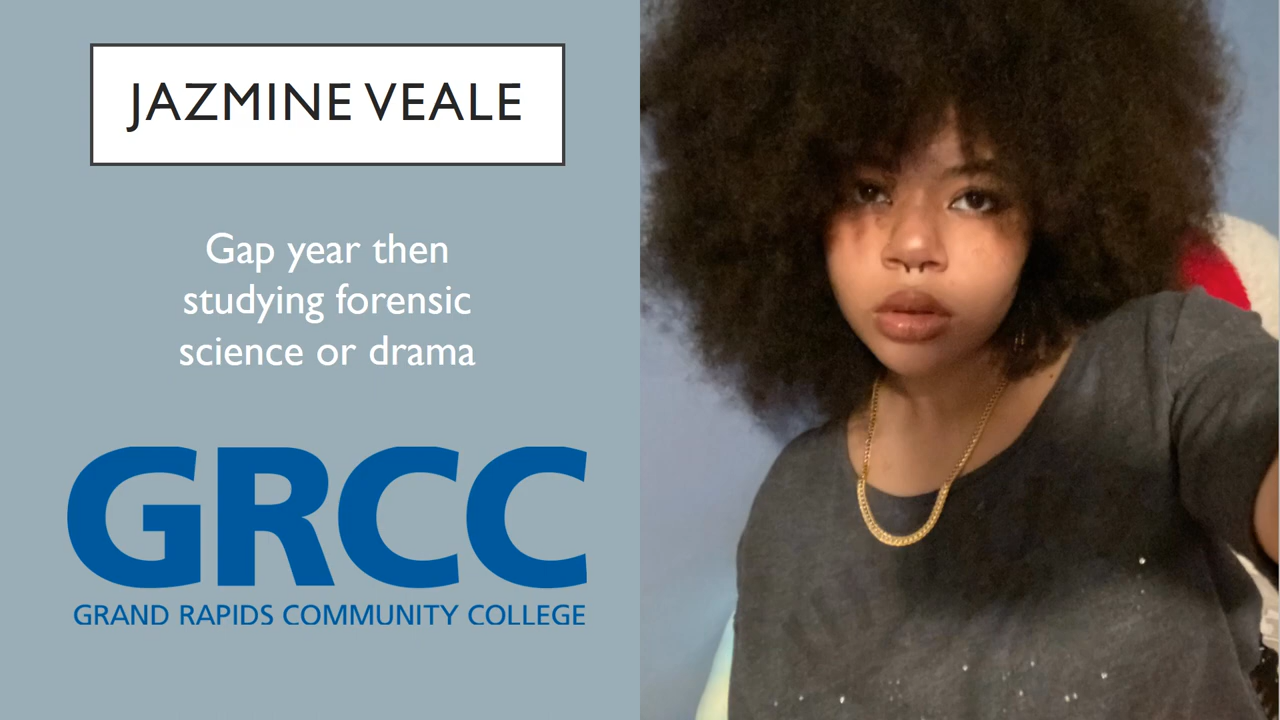 JAZMINE VEALE
Gap year then
studying forensic
science or drama
GRCC
GRAND RAPIDS COMMUNITY COLLEGE